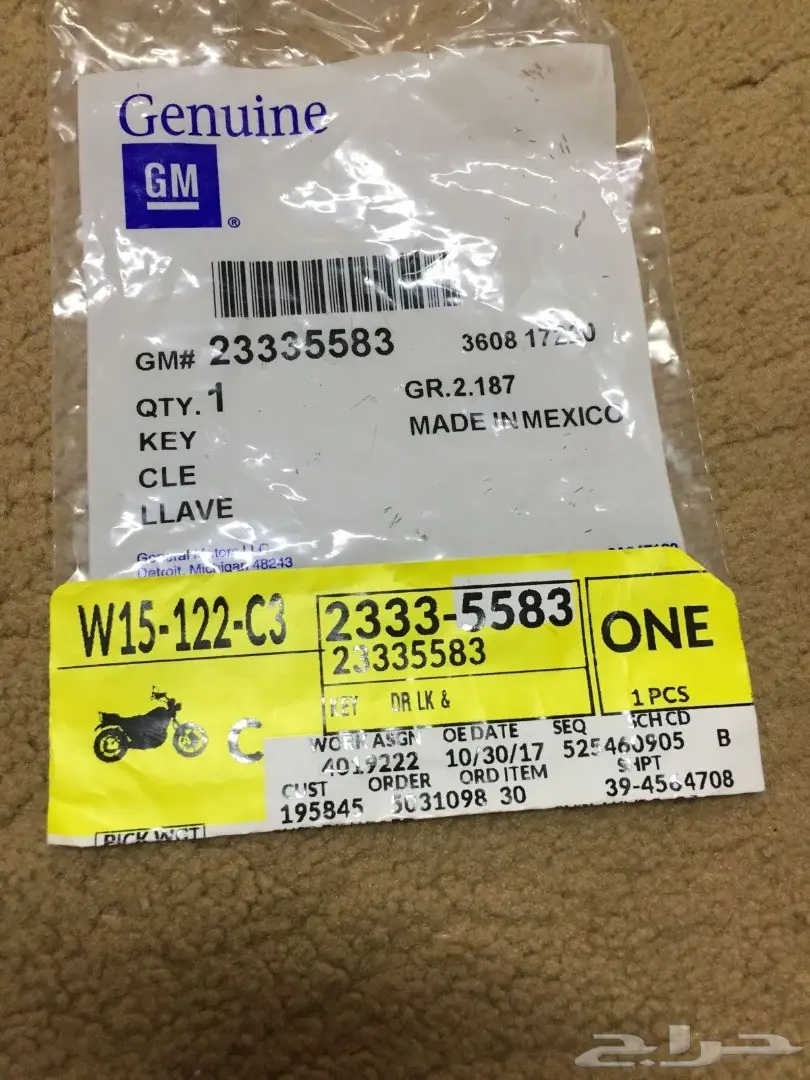 Genuine
GM
®
GM# 23335583
3608
QTY. 1
GR.2.187
KEY
MADE IN MEXICO
CLE
LLAVE
General Motors LLC
Detroit, Michigan 48243
W15-122-C3
2333-5583
23335583
ONE
KEY DR LK &
1 PCS
C
WORK ASGN OE DATE SEQ SCH CD
4019222 10/30/17 525460905 B
CUST ORDER ORD ITEM SHPT
195845 5031098 30 39-4564708
PICK WGT
حراج